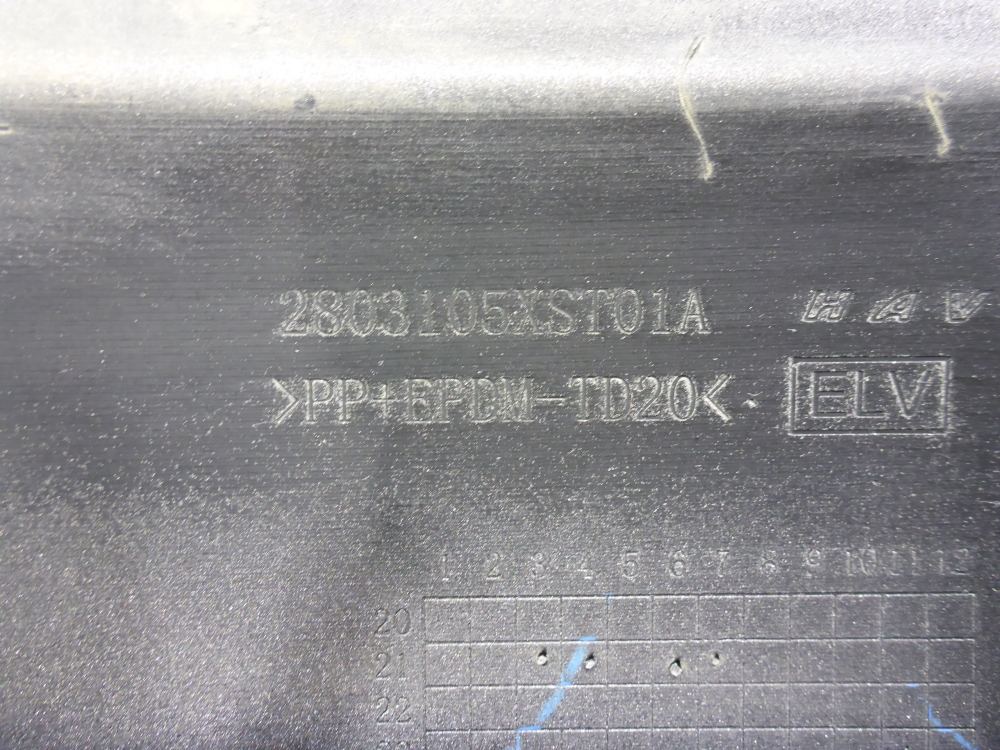 2803105XST01A HAV
>PP+EPDM-TD20< ELV
1 2 3 4 5 6 7 8 9 10 11 12
20
21
22